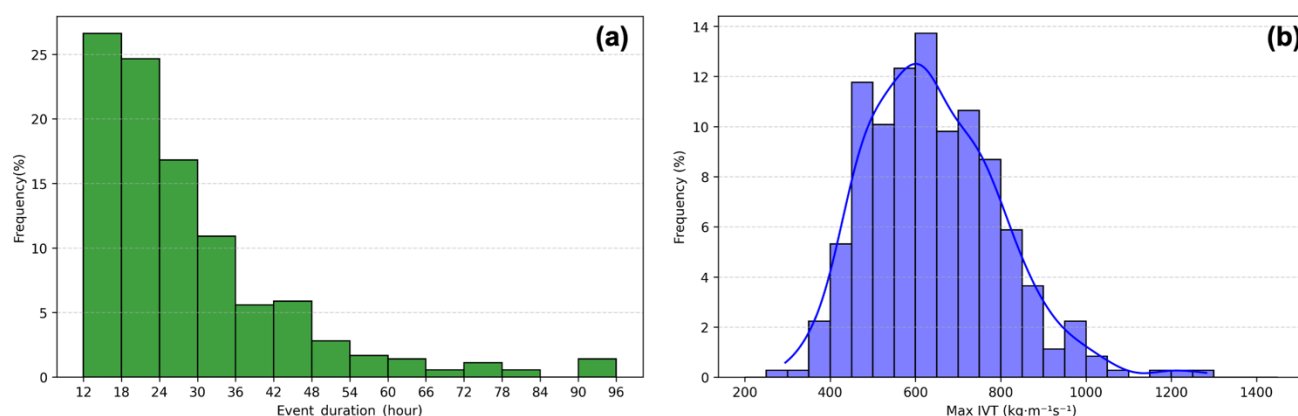 (a)
Frequency(%)
25
20
15
10
5
0
12 18 24 30 36 42 48 54 60 66 72 78 84 90 96
Event duration (hour)
(b)
Frequency (%)
14
12
10
8
6
4
2
0
200 400 600 800 1000 1200 1400
Max IVT (kg·m⁻¹s⁻¹)